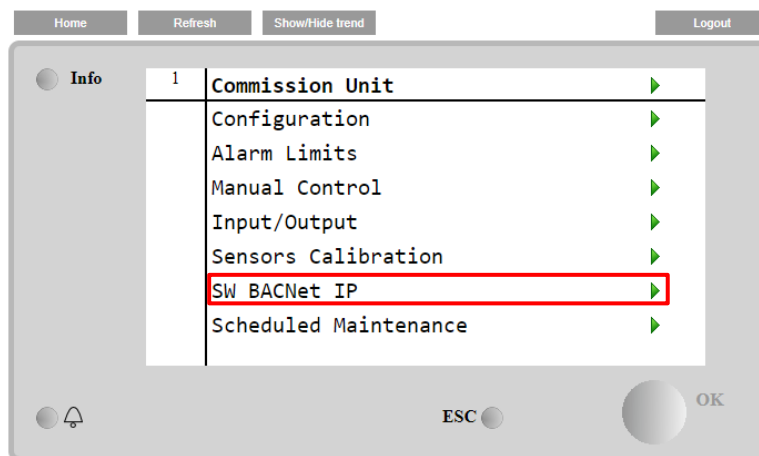 Home Refresh Show/Hide trend Logout
Info
1 Commission Unit
Configuration
Alarm Limits
Manual Control
Input/Output
Sensors Calibration
SW BACNet IP
Scheduled Maintenance
ESC OK